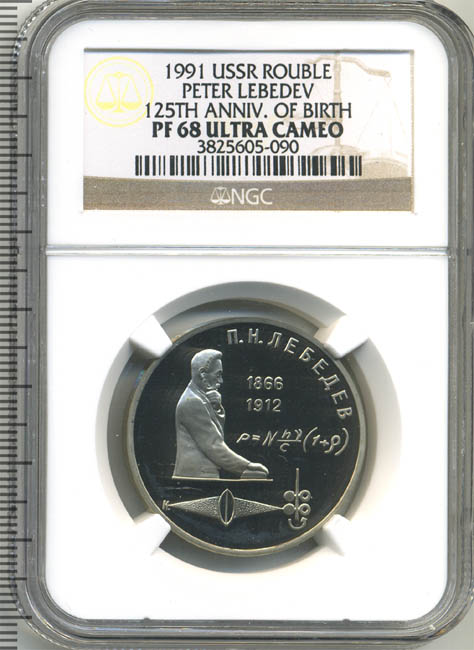 1991 USSR ROUBLE
PETER LEBEDEV
125TH ANNIV. OF BIRTH
PF 68 ULTRA CAMEO
3825605-090
NGC
П.Н.ЛЕБЕДЕВ
1866
1912
p=N hν/c (1+ρ)